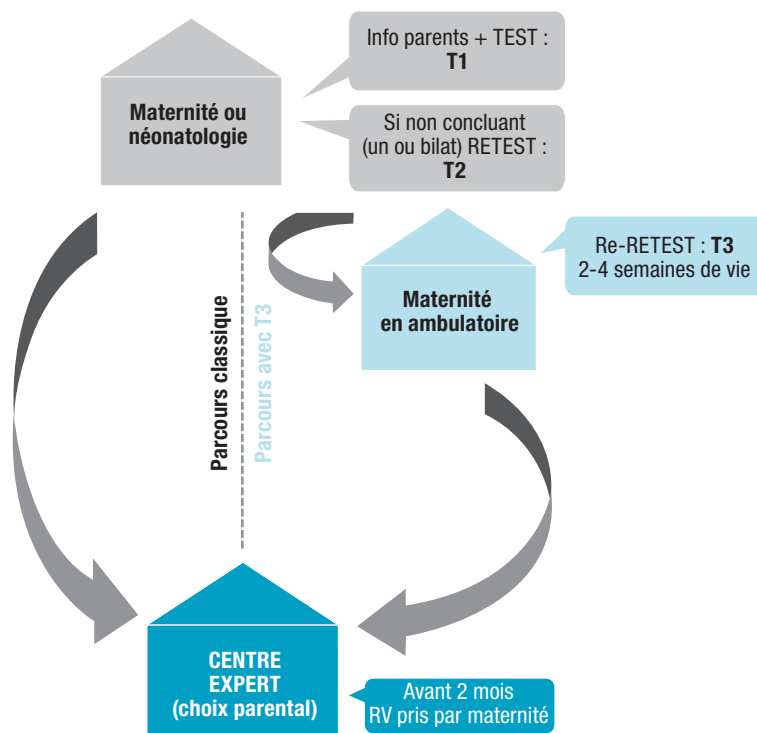 Info parents + TEST :
T1
Maternité ou
néonatologie
Si non concluant
(un ou bilat) RETEST :
T2
Re-RETEST : T3
2-4 semaines de vie
Maternité
en ambulatoire
Parcours classique
Parcours avec T3
CENTRE
EXPERT
(choix parental)
Avant 2 mois
RV pris par maternité